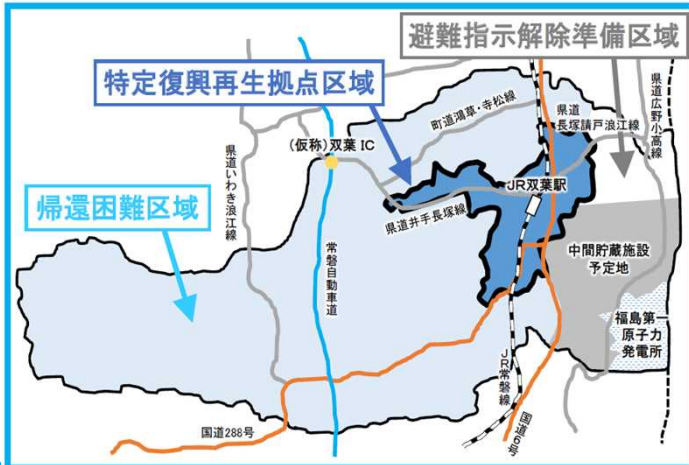 避難指示解除準備区域
特定復興再生拠点区域
帰還困難区域
(仮称)双葉 IC
町道鴻草・寺松線
県道
長塚請戸浪江線
県道広野小高線
県道いわき浪江線
JR双葉駅
県道井手長塚線
常磐自動車道
中間貯蔵施設
予定地
福島第一
原子力
発電所
JR常磐線
国道6号
国道288号